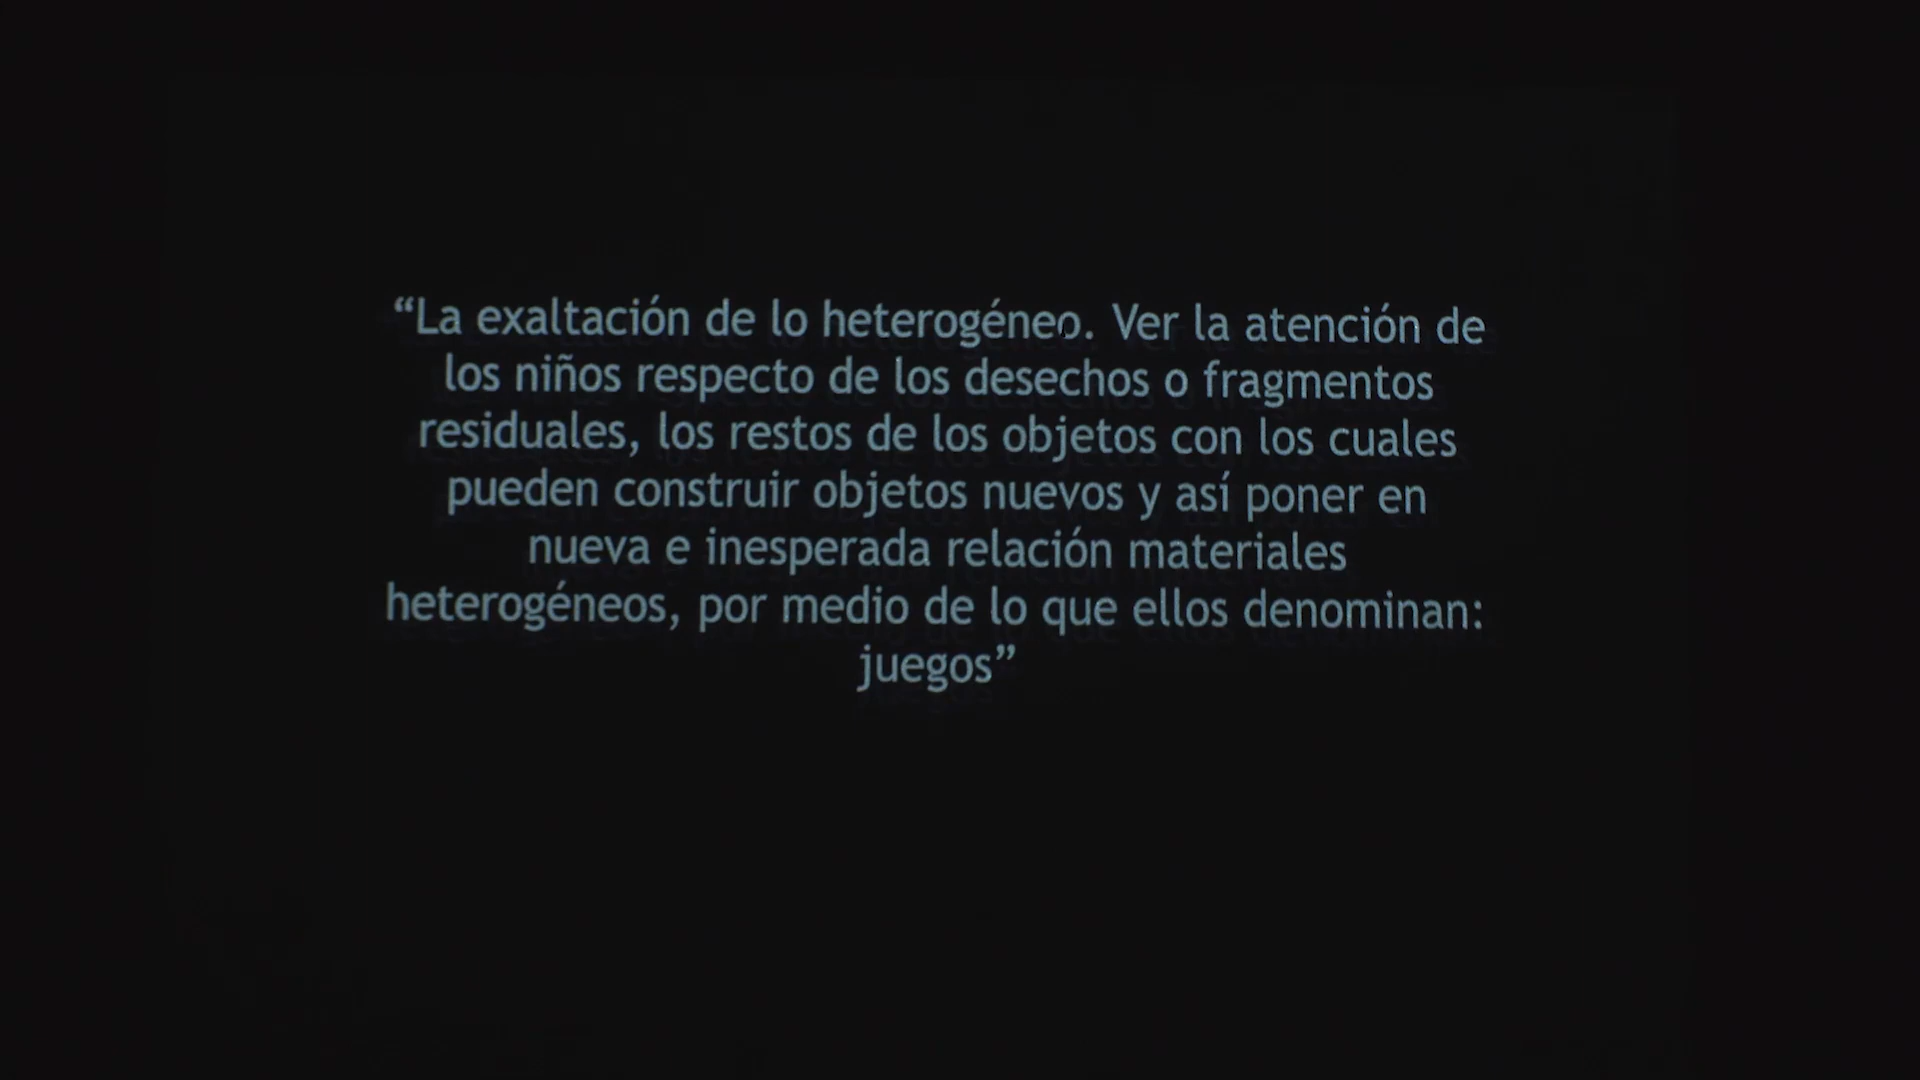 “La exaltación de lo heterogéneo. Ver la atención de
los niños respecto de los desechos o fragmentos
residuales, los restos de los objetos con los cuales
pueden construir objetos nuevos y así poner en
nueva e inesperada relación materiales
heterogéneos, por medio de lo que ellos denominan:
juegos”